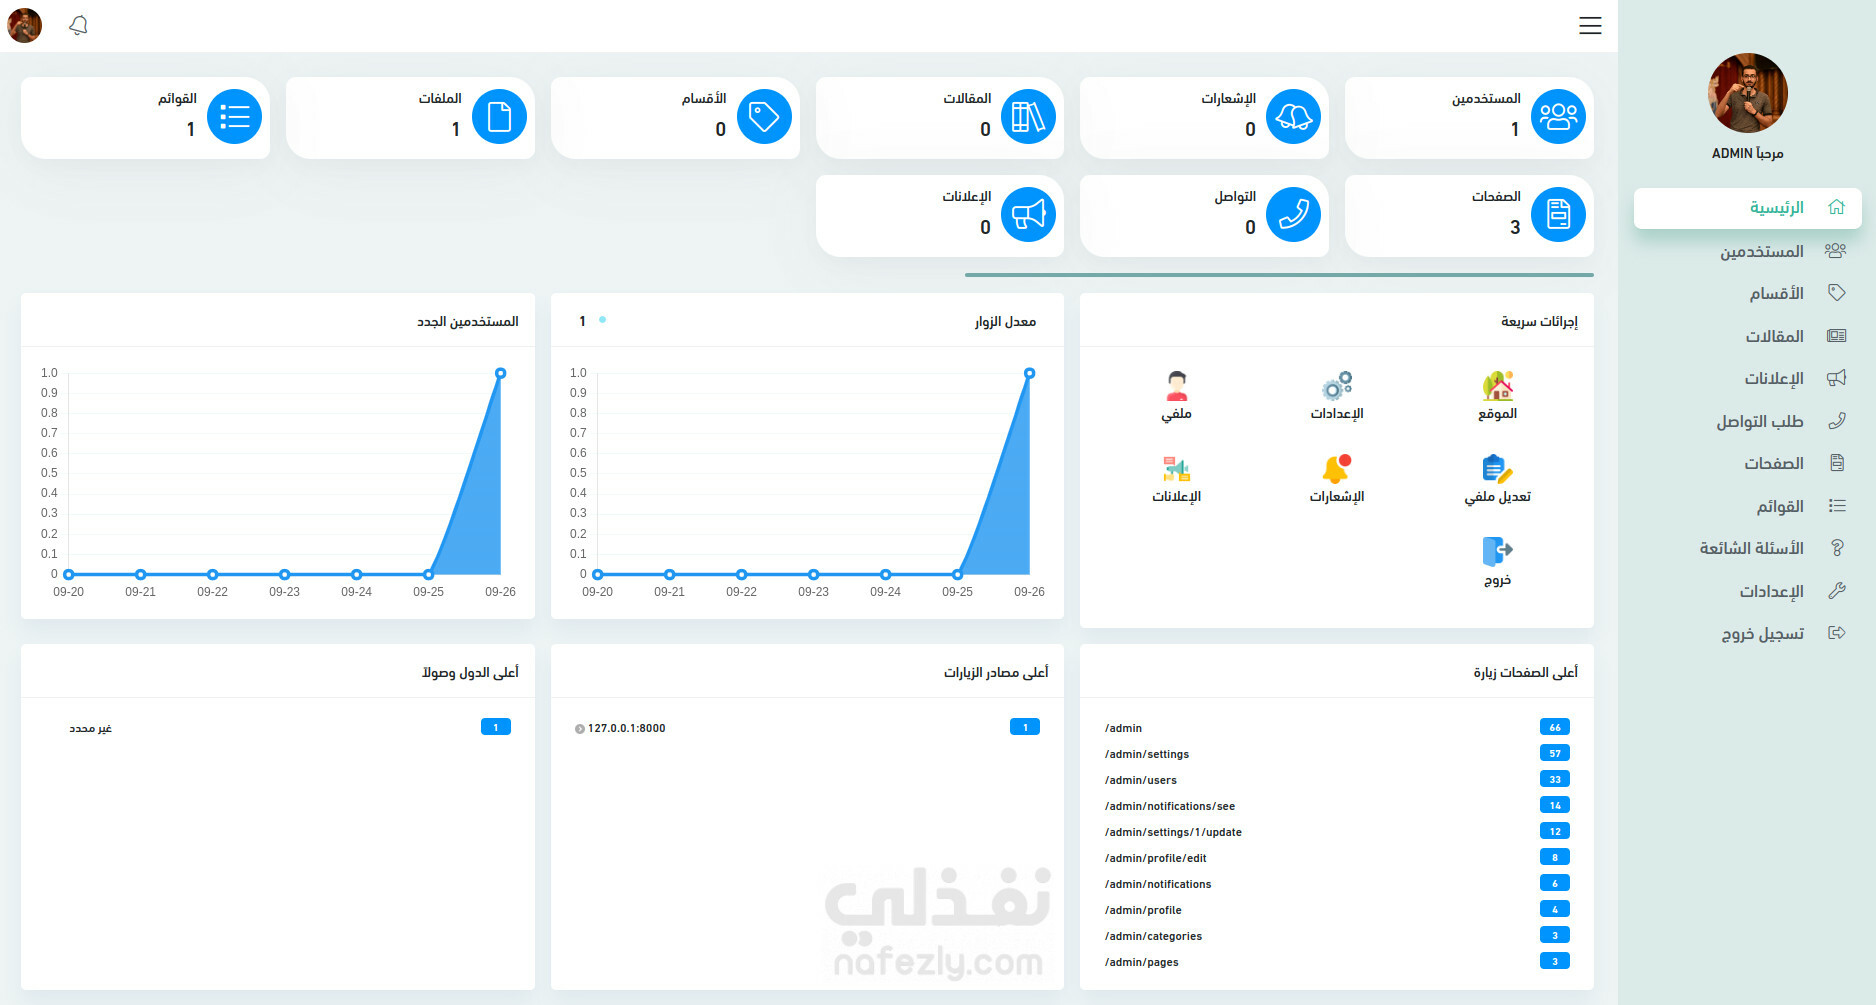 مرحباً ADMIN
الرئيسية
المستخدمين
الأقسام
المقالات
الإعلانات
طلب التواصل
الصفحات
القوائم
الأسئلة الشائعة
الإعدادات
تسجيل خروج
المستخدمين
1
الإشعارات
0
المقالات
0
الأقسام
0
الملفات
1
القوائم
1
الصفحات
3
التواصل
0
الإعلانات
0
إجرائات سريعة
الموقع
الإعدادات
ملفي
تعديل ملفي
الإشعارات
الإعلانات
خروج
معدل الزوار
1
1.0
0.9
0.8
0.7
0.6
0.5
0.4
0.3
0.2
0.1
0
09-20 09-21 09-22 09-23 09-24 09-25 09-26
المستخدمين الجدد
1.0
0.9
0.8
0.7
0.6
0.5
0.4
0.3
0.2
0.1
0
09-20 09-21 09-22 09-23 09-24 09-25 09-26
أعلى الصفحات زيارة
/admin 66
/admin/settings 57
/admin/users 33
/admin/notifications/see 14
/admin/settings/1/update 12
/admin/profile/edit 8
/admin/notifications 6
/admin/profile 4
/admin/categories 3
/admin/pages 3
أعلى مصادر الزيارات
127.0.0.1:8000 1
أعلى الدول وصولاً
1 غير محدد
نفذلي
nafezly.com